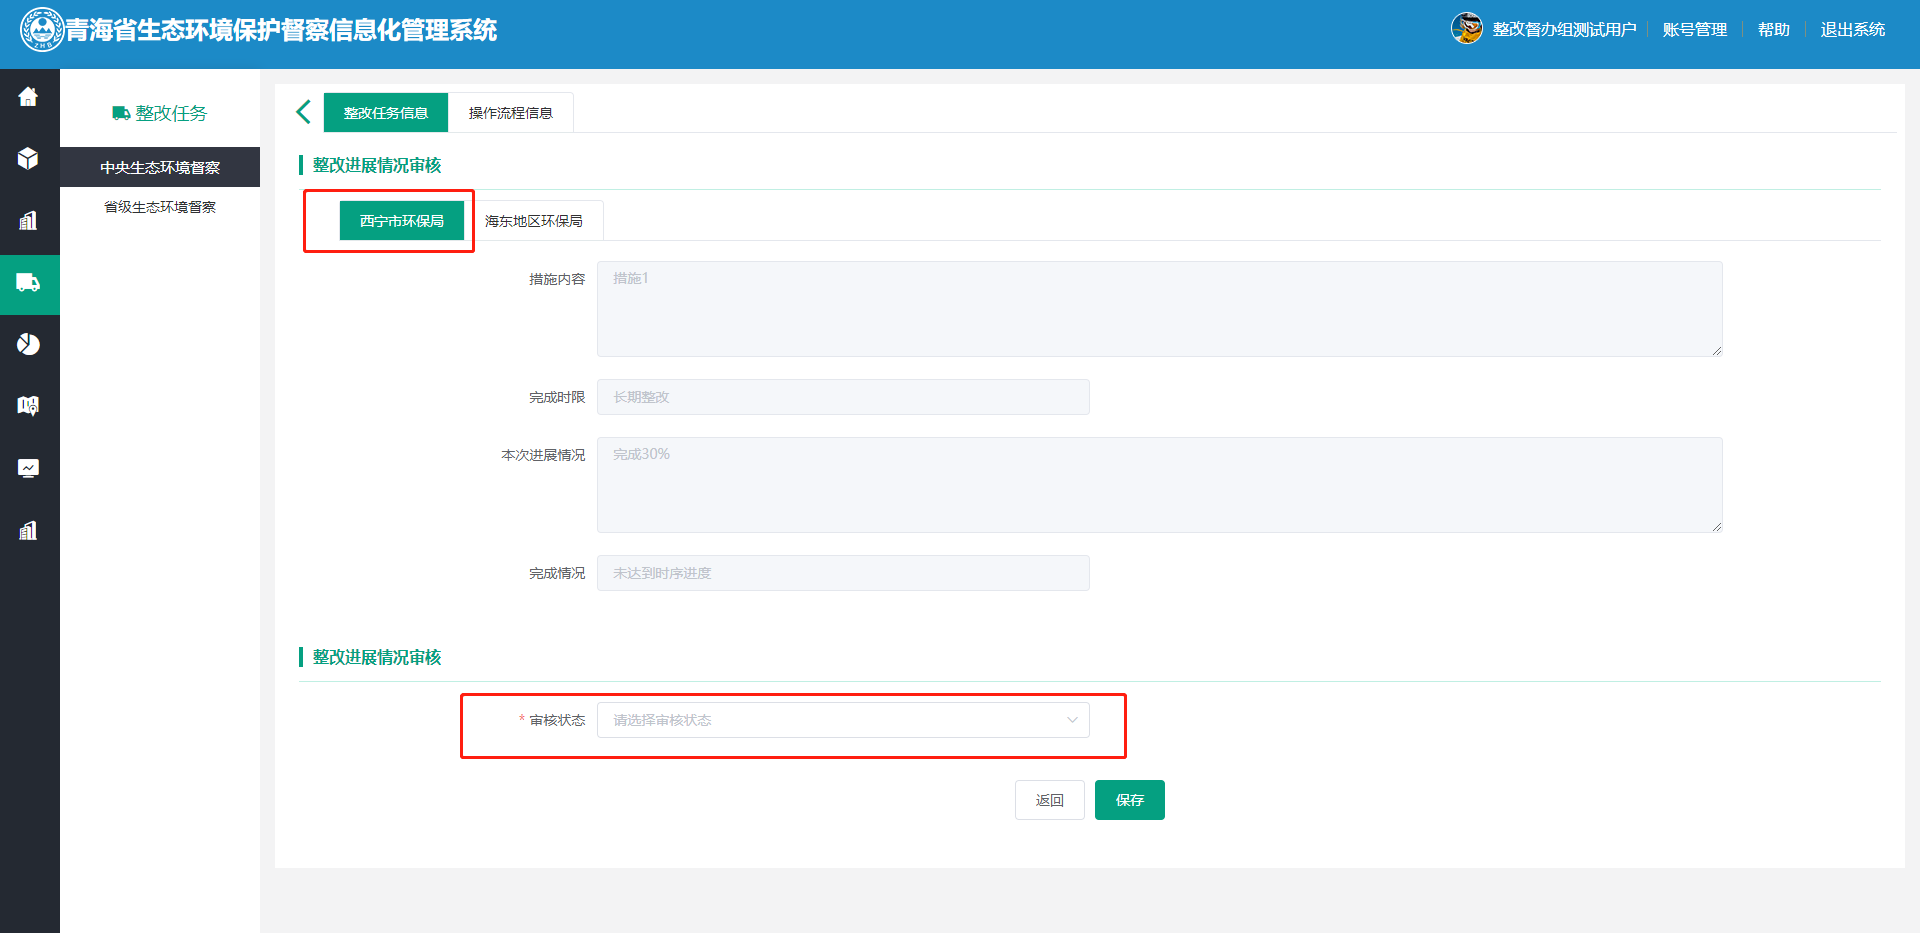 青海省生态环境保护督察信息化管理系统
整改督办组测试用户
账号管理
帮助
退出系统
整改任务
中央生态环境督察
省级生态环境督察
整改任务信息
操作流程信息
整改进展情况审核
西宁市环保局
海东地区环保局
措施内容
措施1
完成时限
长期整改
本次进展情况
完成30%
完成情况
未达到时序进度
整改进展情况审核
* 审核状态
请选择审核状态
返回
保存
ZHB